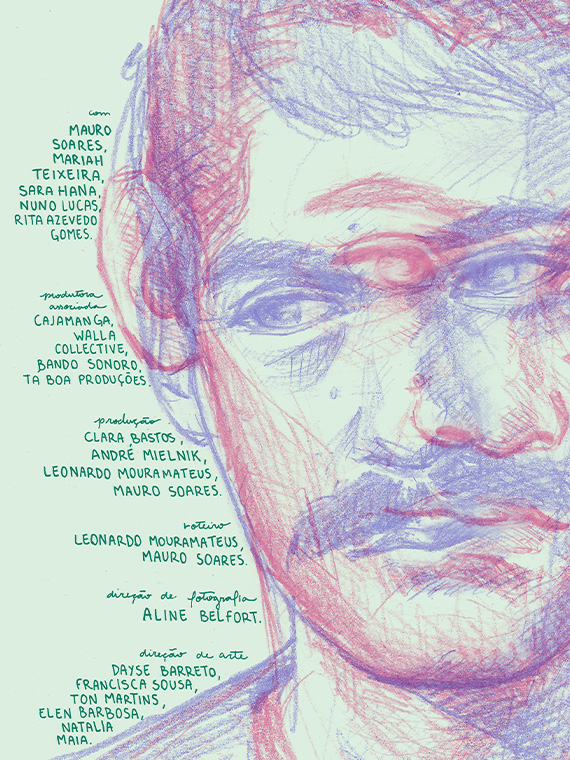 com
MAURO
SOARES,
MARIAH
TEIXEIRA,
SARA HANA,
NUNO LUCAS,
RITA AZEVEDO
GOMES.
produtora
associada
CAJAMANGA,
WALLA
COLLECTIVE,
BANDO SONORO,
TA BOA PRODUÇÕES.
produção
CLARA BASTOS,
ANDRÉ MIELNIK,
LEONARDO MOURAMATEUS,
MAURO SOARES.
roteiro
LEONARDO MOURAMATEUS,
MAURO SOARES.
direção de fotografia
ALINE BELFORT.
direção de arte
DAYSE BARRETO,
FRANCISCA SOUSA,
TON MARTINS,
ELEN BARBOSA,
NATALIA
MAIA.